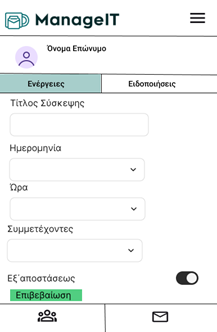 ManageIT
Όνομα Επώνυμο
Ενέργειες
Ειδοποιήσεις
Τίτλος Σύσκεψης
Ημερομηνία
Ώρα
Συμμετέχοντες
Εξ΄αποστάσεως
Επιβεβαίωση